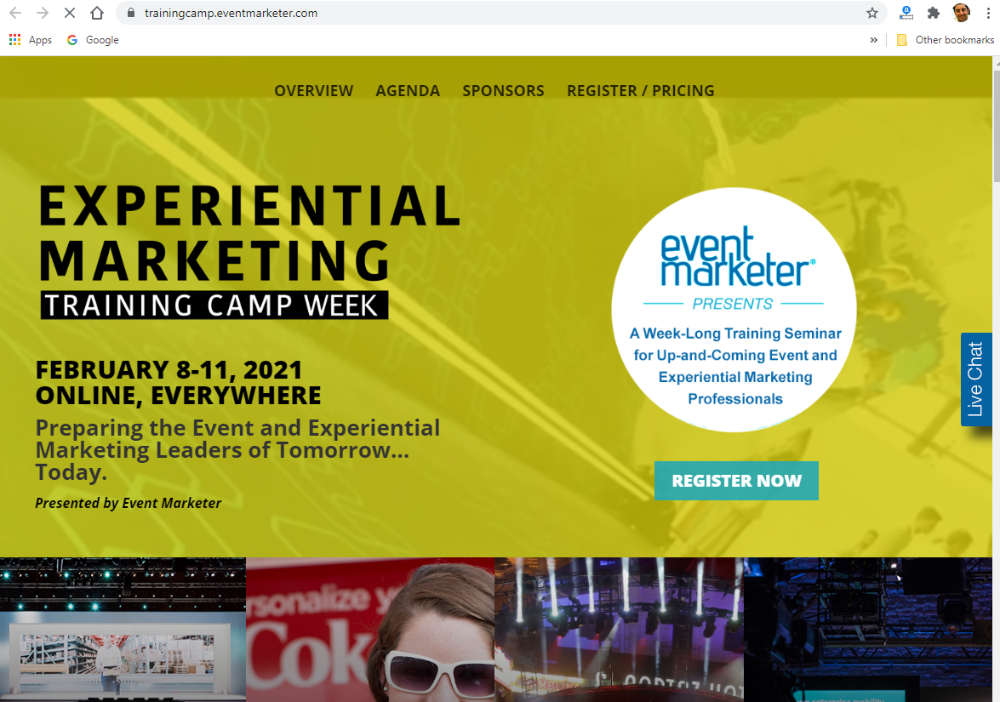 trainingcamp.eventmarketer.com
Apps
Google
»
Other bookmarks
OVERVIEW AGENDA SPONSORS REGISTER / PRICING
EXPERIENTIAL
MARKETING
TRAINING CAMP WEEK
FEBRUARY 8-11, 2021
ONLINE, EVERYWHERE
Preparing the Event and Experiential
Marketing Leaders of Tomorrow...
Today.
Presented by Event Marketer
event
marketer®
PRESENTS
A Week-Long Training Seminar
for Up-and-Coming Event and
Experiential Marketing
Professionals
REGISTER NOW
Live Chat
rsonalize y
Cok
enterprise mobility